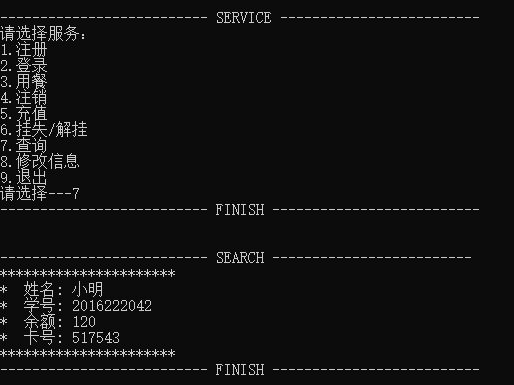 -------------------------- SERVICE -------------------------
请选择服务:
1.注册
2.登录
3.用餐
4.注销
5.充值
6.挂失/解挂
7.查询
8.修改信息
9.退出
请选择---7
-------------------------- FINISH --------------------------
-------------------------- SEARCH -------------------------
**********************
*  姓名: 小明
*  学号: 2016222042
*  余额: 120
*  卡号: 517543
**********************
-------------------------- FINISH --------------------------